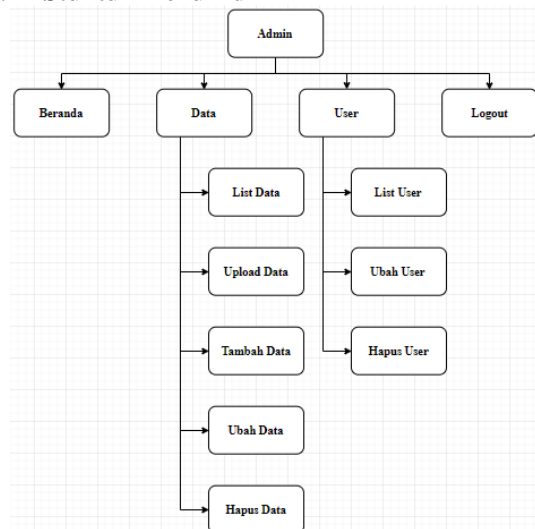 Admin
Beranda
Data
User
Logout
List Data
List User
Upload Data
Ubah User
Tambah Data
Hapus User
Ubah Data
Hapus Data